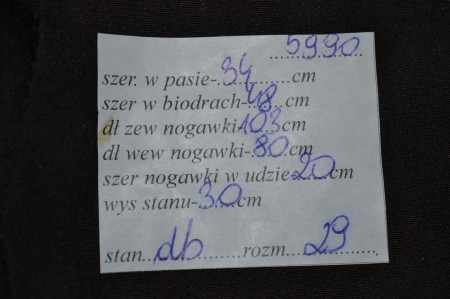 5990
szer. w pasie-34cm
szer w biodrach-48cm
dł zew nogawki-103cm
dł wew nogawki-80cm
szer nogawki w udzie 20cm
wys stanu-30cm
stan..db........rozm....29